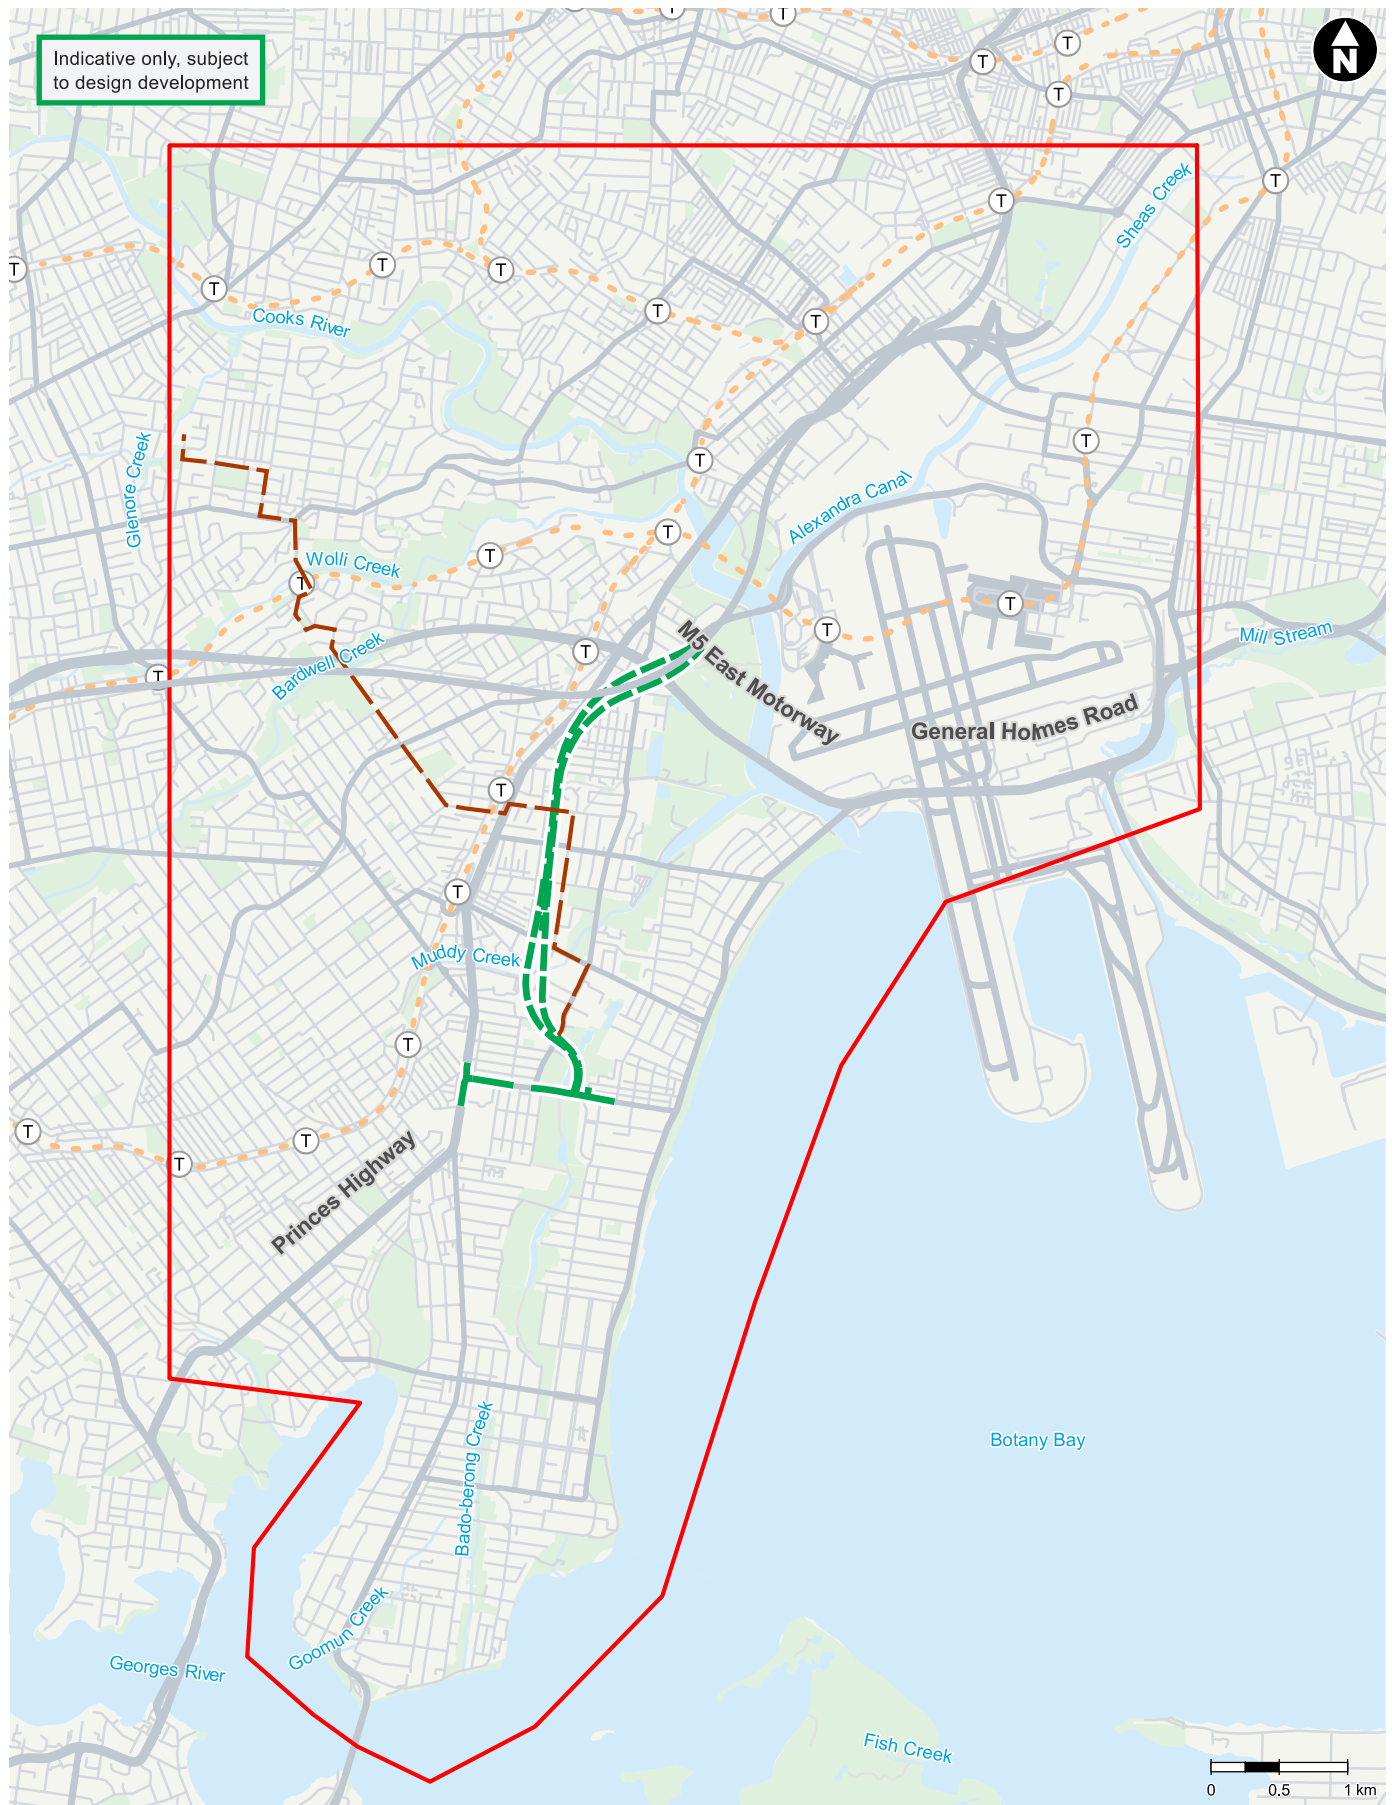 Indicative only, subject
to design development
N
T
T
T
T
T
T
T
Sheas Creek
T
T
T
T
T
Cooks River
T
T
Glenore Creek
T
T
Alexandra Canal
T
T
Wolli Creek
T
T
T
M5 East Motorway
Mill Stream
Bardwell Creek
T
T
General Holmes Road
T
T
Muddy Creek
T
T
T
T
Princes Highway
Botany Bay
Bado-berong Creek
Goomun Creek
Georges River
Fish Creek
0 0.5 1 km